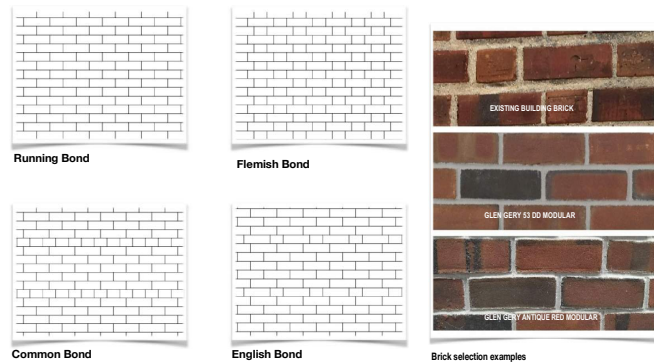 Running Bond
Flemish Bond
EXISTING BUILDING BRICK
GLEN GERY 53 DD MODULAR
GLEN GERY ANTIQUE RED MODULAR
Common Bond
English Bond
Brick selection examples